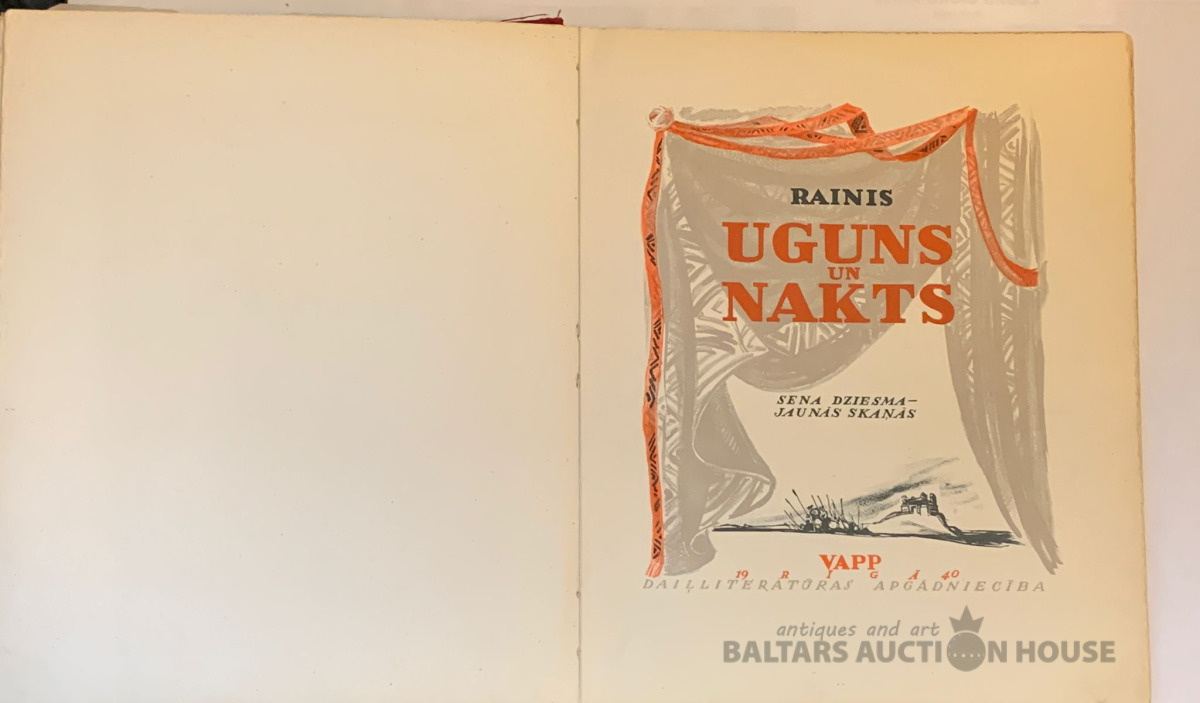 RAINIS
UGUNS
UN
NAKTS
SENA DZIESMA—
JAUNĀS SKAŅĀS
VAPP
19 RĪGĀ 40
DAIĻLITERATŪRAS APGĀDNIECĪBA
antiques and art
BALTARS AUCTION HOUSE